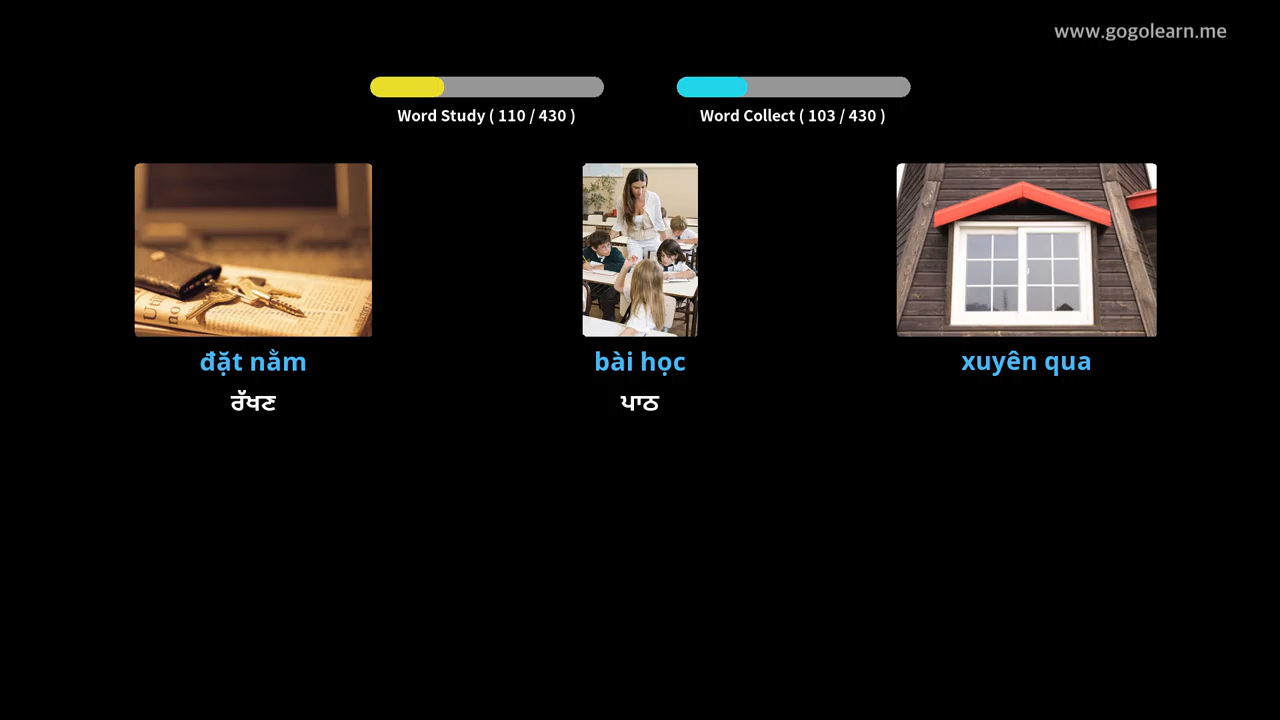 www.gogolearn.me
Word Study ( 110 / 430 )
Word Collect ( 103 / 430 )
đặt nằm
bài học
xuyên qua
ਰੱਖਣ
ਪਾਠ